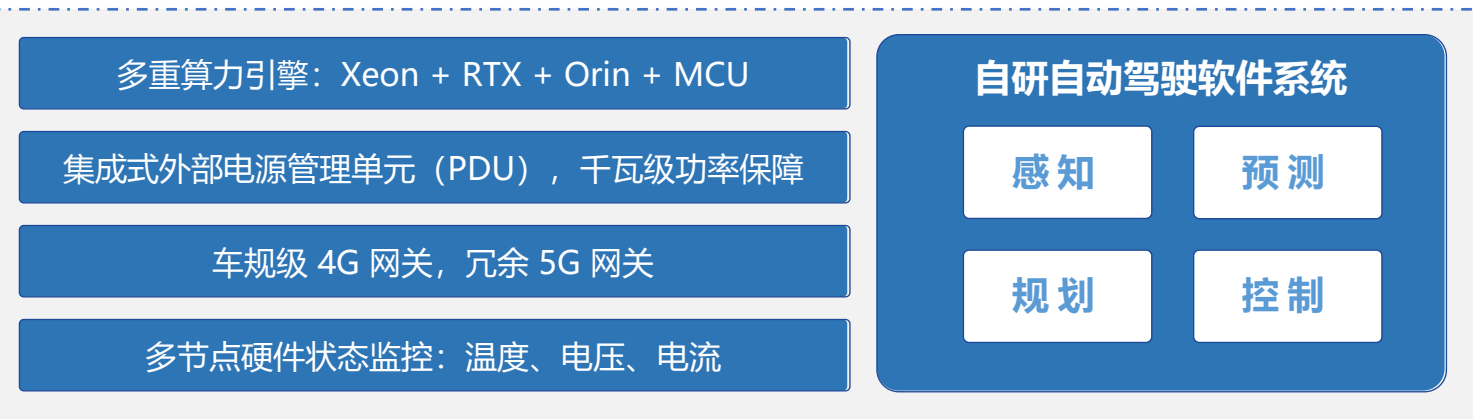 多重算力引擎：Xeon + RTX + Orin + MCU
集成式外部电源管理单元（PDU），千瓦级功率保障
车规级 4G 网关，冗余 5G 网关
多节点硬件状态监控：温度、电压、电流
自研自动驾驶软件系统
感知
预测
规划
控制